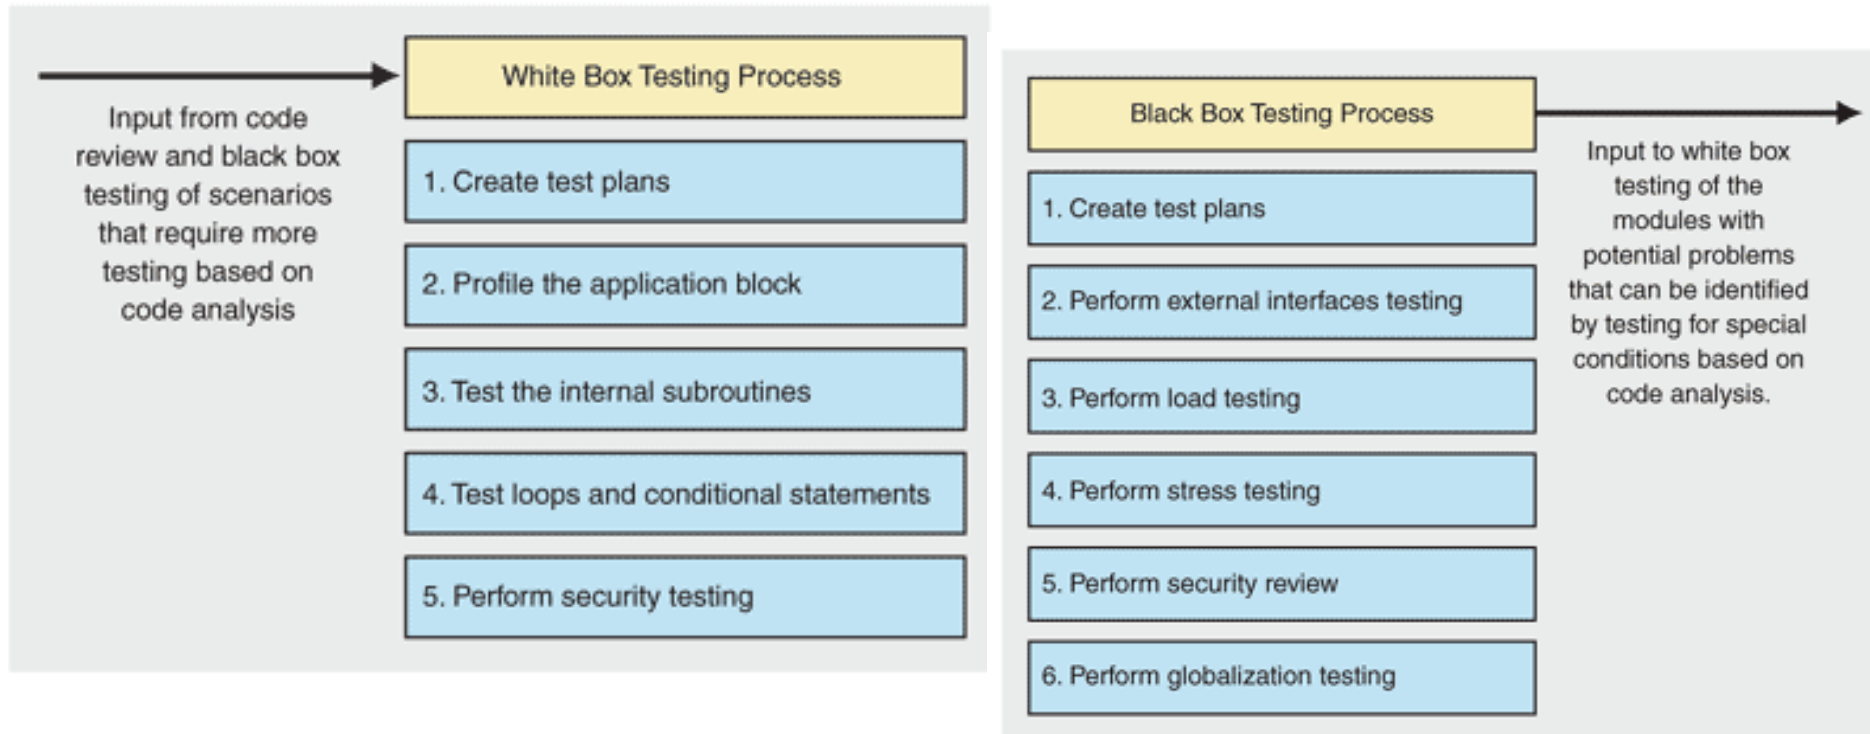 White Box Testing Process
Input from code
review and black box
testing of scenarios
that require more
testing based on
code analysis
1. Create test plans
2. Profile the application block
3. Test the internal subroutines
4. Test loops and conditional statements
5. Perform security testing
Black Box Testing Process
1. Create test plans
2. Perform external interfaces testing
3. Perform load testing
4. Perform stress testing
5. Perform security review
6. Perform globalization testing
Input to white box
testing of the
modules with
potential problems
that can be identified
by testing for special
conditions based on
code analysis.